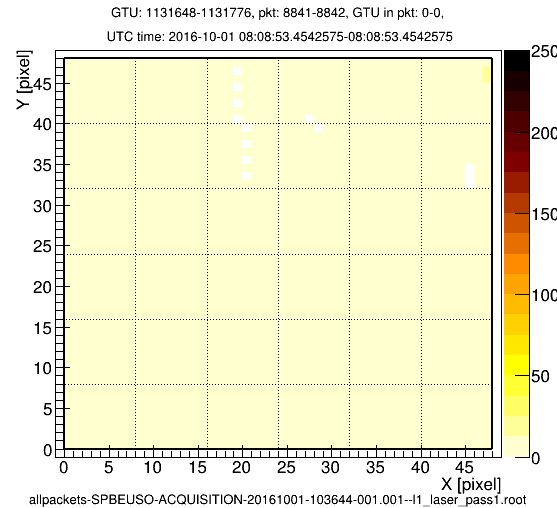 GTU: 1131648-1131776, pkt: 8841-8842, GTU in pkt: 0-0,
UTC time: 2016-10-01 08:08:53.4542575-08:08:53.4542575
Y [pixel]
45
40
35
30
25
20
15
10
5
0
0 5 10 15 20 25 30 35 40 45
X [pixel]
250
200
150
100
50
0
allpackets-SPBEUSO-ACQUISITION-20161001-103644-001.001--l1_laser_pass1.root